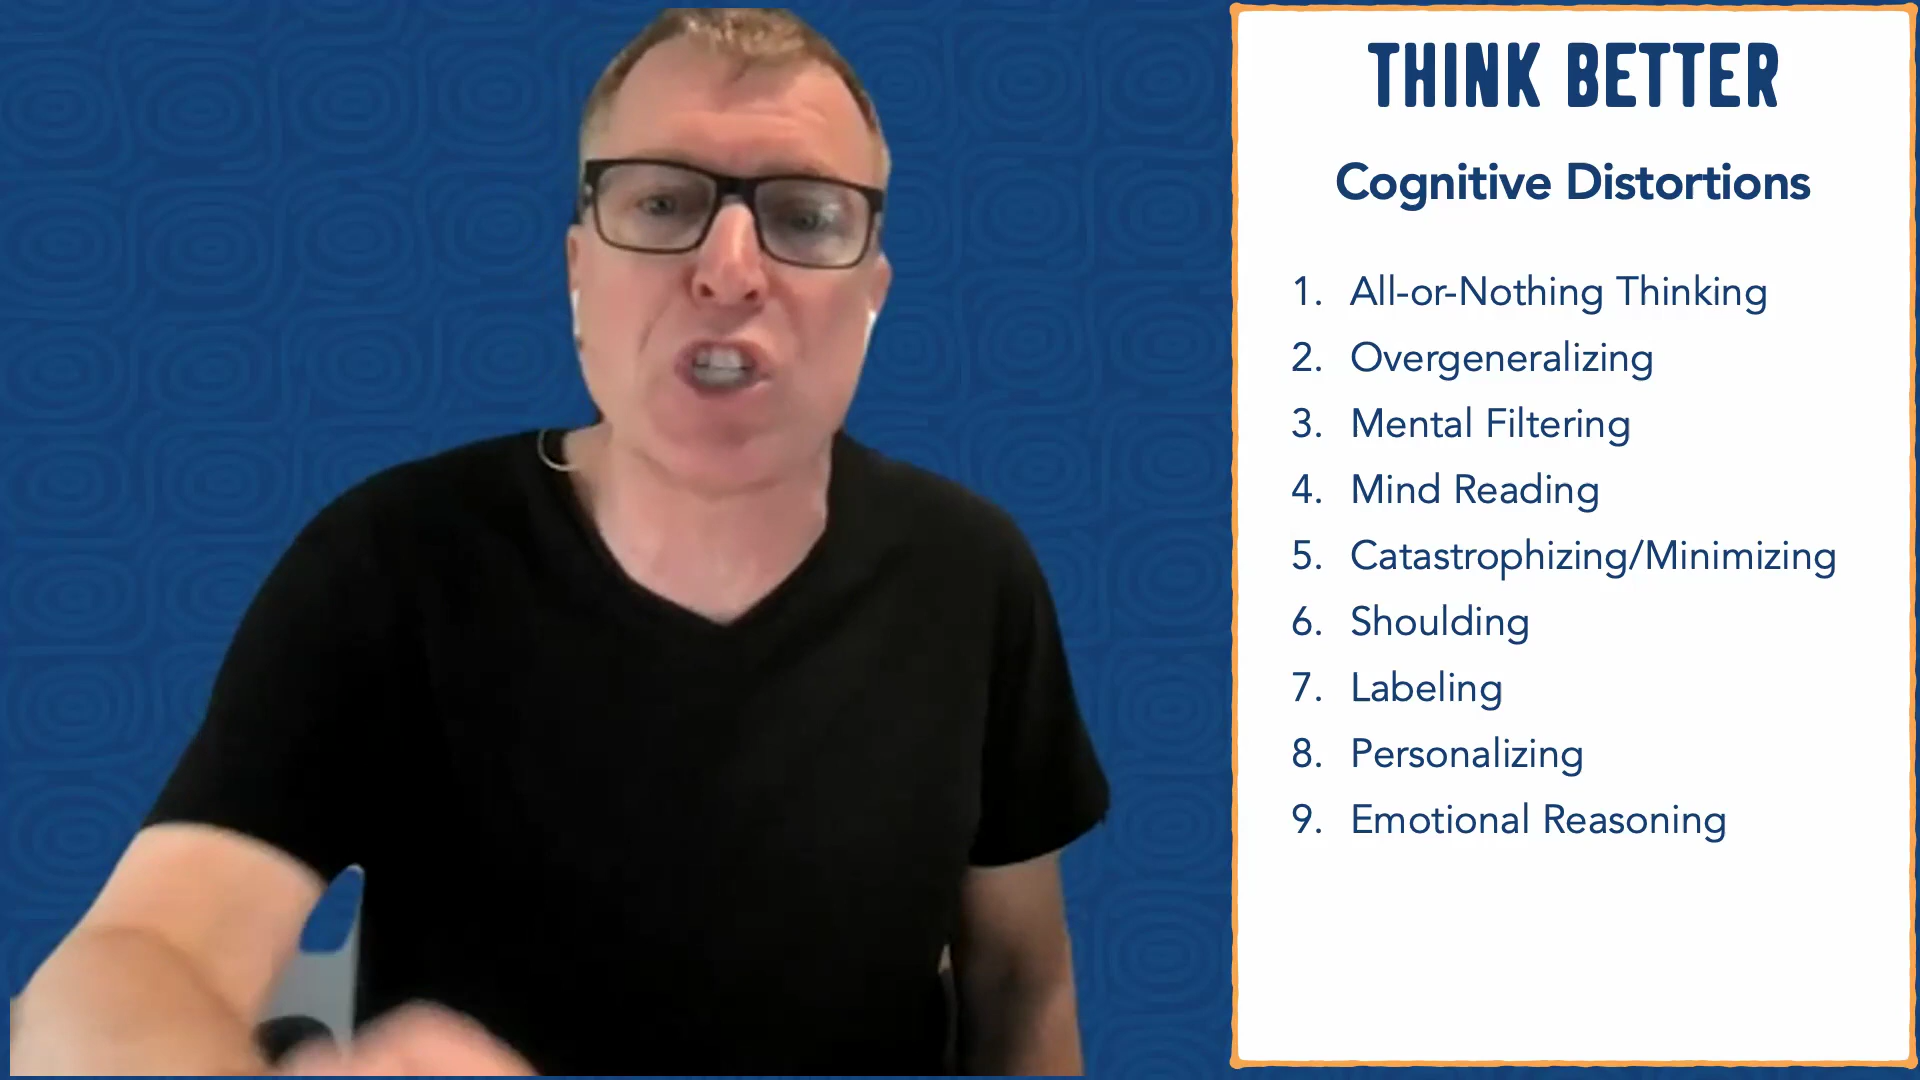 THINK BETTER
Cognitive Distortions
1. All-or-Nothing Thinking
2. Overgeneralizing
3. Mental Filtering
4. Mind Reading
5. Catastrophizing/Minimizing
6. Shoulding
7. Labeling
8. Personalizing
9. Emotional Reasoning